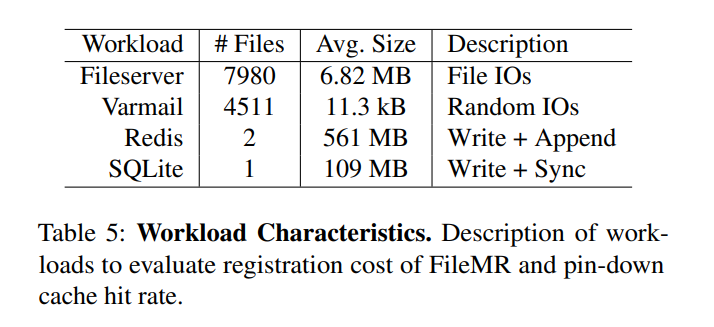 Workload # Files Avg. Size Description
Fileserver 7980 6.82 MB File IOs
Varmail 4511 11.3 kB Random IOs
Redis 2 561 MB Write + Append
SQLite 1 109 MB Write + Sync
Table 5: Workload Characteristics. Description of work-
loads to evaluate registration cost of FileMR and pin-down
cache hit rate.